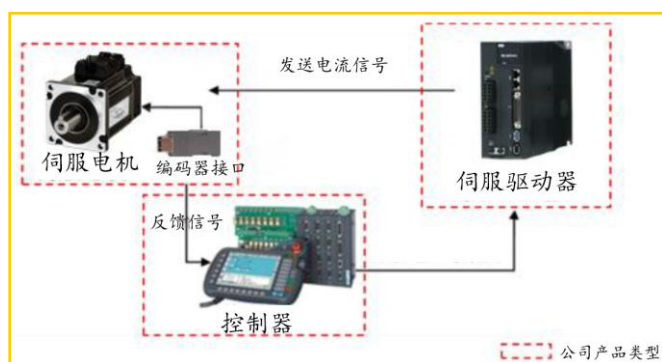 发送电流信号
伺服电机
编码器接口
伺服驱动器
反馈信号
控制器
公司产品类型